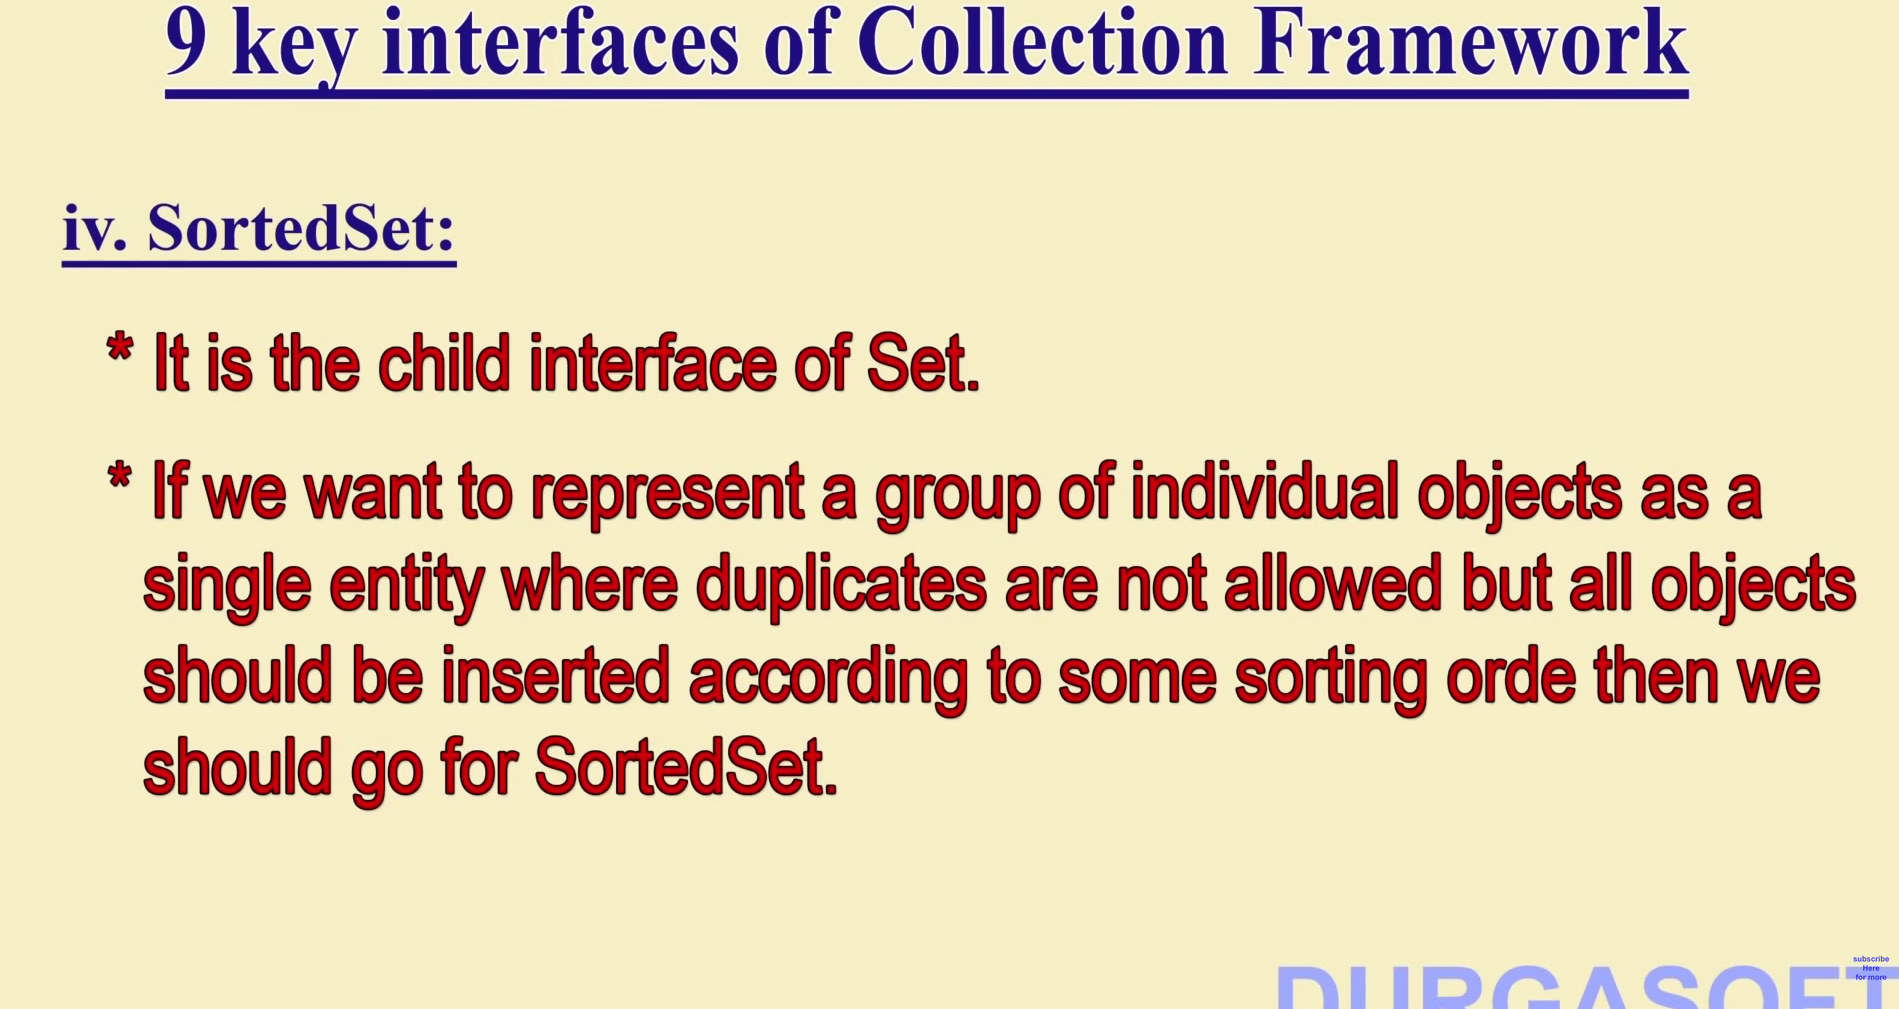 9 key interfaces of Collection Framework
iv. SortedSet:
* It is the child interface of Set.
* If we want to represent a group of individual objects as a
single entity where duplicates are not allowed but all objects
should be inserted according to some sorting orde then we
should go for SortedSet.
subscribe
Here
for more
DURGASOFT